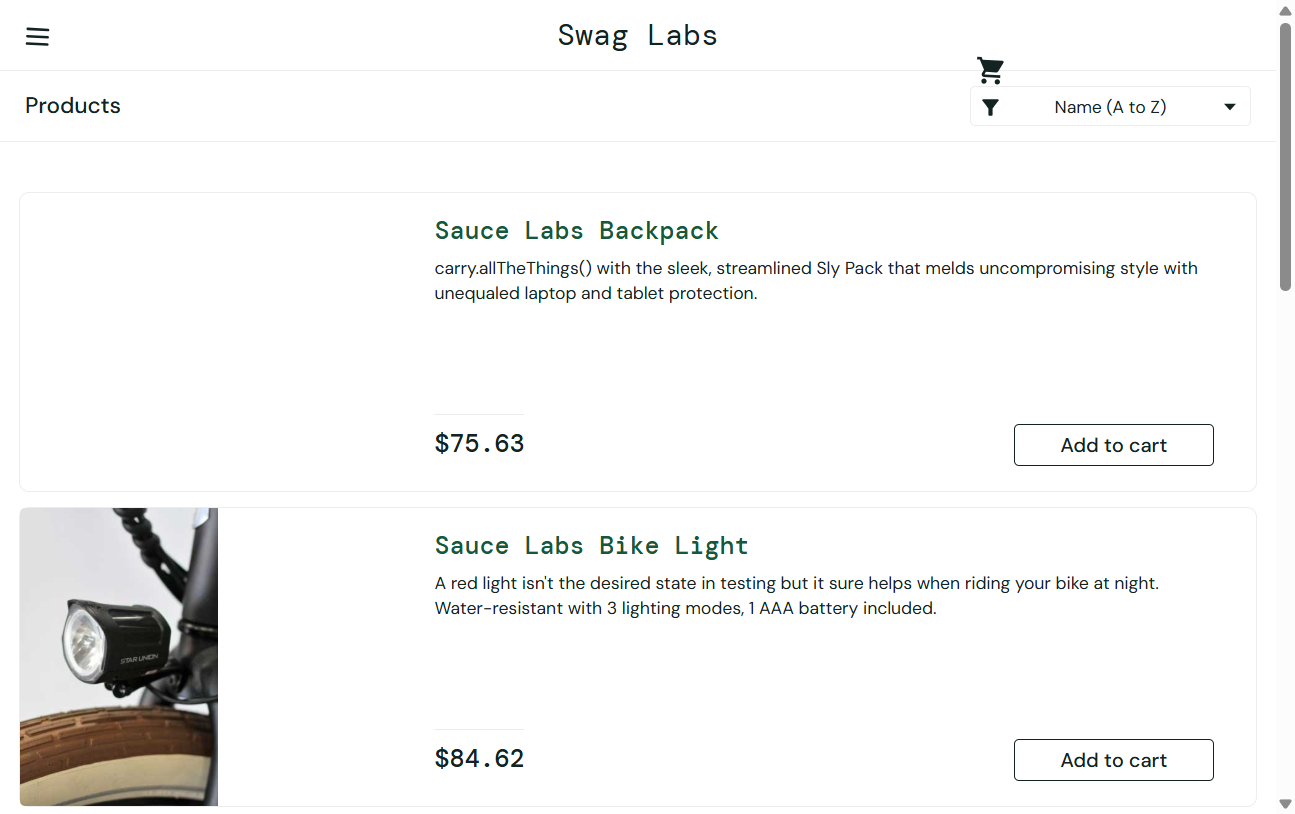 Swag Labs
Products
Name (A to Z)
Sauce Labs Backpack
carry.allTheThings() with the sleek, streamlined Sly Pack that melds uncompromising style with
unequaled laptop and tablet protection.
$75.63
Add to cart
Sauce Labs Bike Light
A red light isn't the desired state in testing but it sure helps when riding your bike at night.
Water-resistant with 3 lighting modes, 1 AAA battery included.
STAR UNION
$84.62
Add to cart